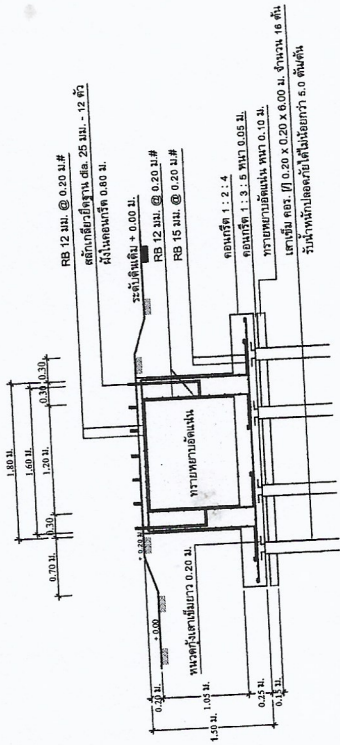 1.80 ม.
1.60 ม.
0.70 ม.
0.30
1.20 ม.
0.30
0.30
RB 12 มม. @ 0.20 ม.#
สลักเกลียวยึดฐาน dia. 25 มม. - 12 ตัว
ฝังในคอนกรีต 0.80 ม.
ระดับดินเดิม + 0.00 ม.
+ 0.20 ม.
+ 0.00
RB 12 มม. @ 0.20 ม.#
RB 15 มม. @ 0.20 ม.#
ทรายหยาบอัดแน่น
หนวดกุ้งเสาเข็มยาว 0.20 ม.
คอนกรีต 1 : 2 : 4
คอนกรีต 1 : 3 : 5 หนา 0.05 ม.
ทรายหยาบอัดแน่น หนา 0.10 ม.
เสาเข็ม คอร. 0.20 x 0.20 x 6.00 ม. จำนวน 16 ต้น
รับน้ำหนักปลอดภัยได้ไม่น้อยกว่า 5.0 ตัน/ต้น
0.20 ม.
1.05 ม.
1.50 ม.
0.25 ม.
0.15 ม.